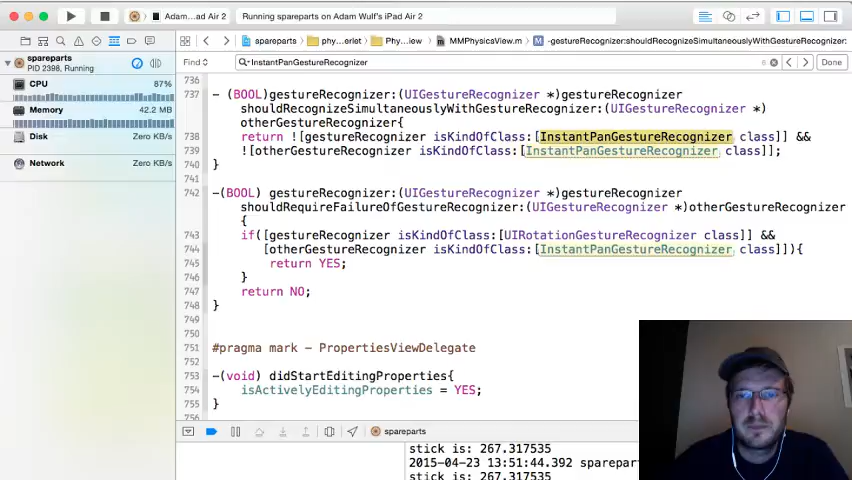 Adam...ad Air 2
Running spareparts on Adam Wulf's iPad Air 2
spareparts
phy...erlet
Phy...iew
MMPhysicsView.m
-gestureRecognizer:shouldRecognizeSimultaneouslyWithGestureRecognizer:
spareparts
PID 2398, Running
CPU 87%
Memory 42.2 MB
Disk Zero KB/s
Network Zero KB/s
Find
InstantPanGestureRecognizer
6
Done
736
737 - (BOOL)gestureRecognizer:(UIGestureRecognizer *)gestureRecognizer
shouldRecognizeSimultaneouslyWithGestureRecognizer:(UIGestureRecognizer *)
otherGestureRecognizer{
738 return ![gestureRecognizer isKindOfClass:[InstantPanGestureRecognizer class]] &&
739 ![otherGestureRecognizer isKindOfClass:[InstantPanGestureRecognizer class]];
740 }
741
742 -(BOOL) gestureRecognizer:(UIGestureRecognizer *)gestureRecognizer
shouldRequireFailureOfGestureRecognizer:(UIGestureRecognizer *)otherGestureRecognizer
{
743 if([gestureRecognizer isKindOfClass:[UIRotationGestureRecognizer class]] &&
744 [otherGestureRecognizer isKindOfClass:[InstantPanGestureRecognizer class]]){
745 return YES;
746 }
747 return NO;
748 }
749
750
751 #pragma mark - PropertiesViewDelegate
752
753 -(void) didStartEditingProperties{
754 isActivelyEditingProperties = YES;
755 }
756
spareparts
stick is: 267.317535
2015-04-23 13:51:44.392 sparepart
stick is: 267.317535